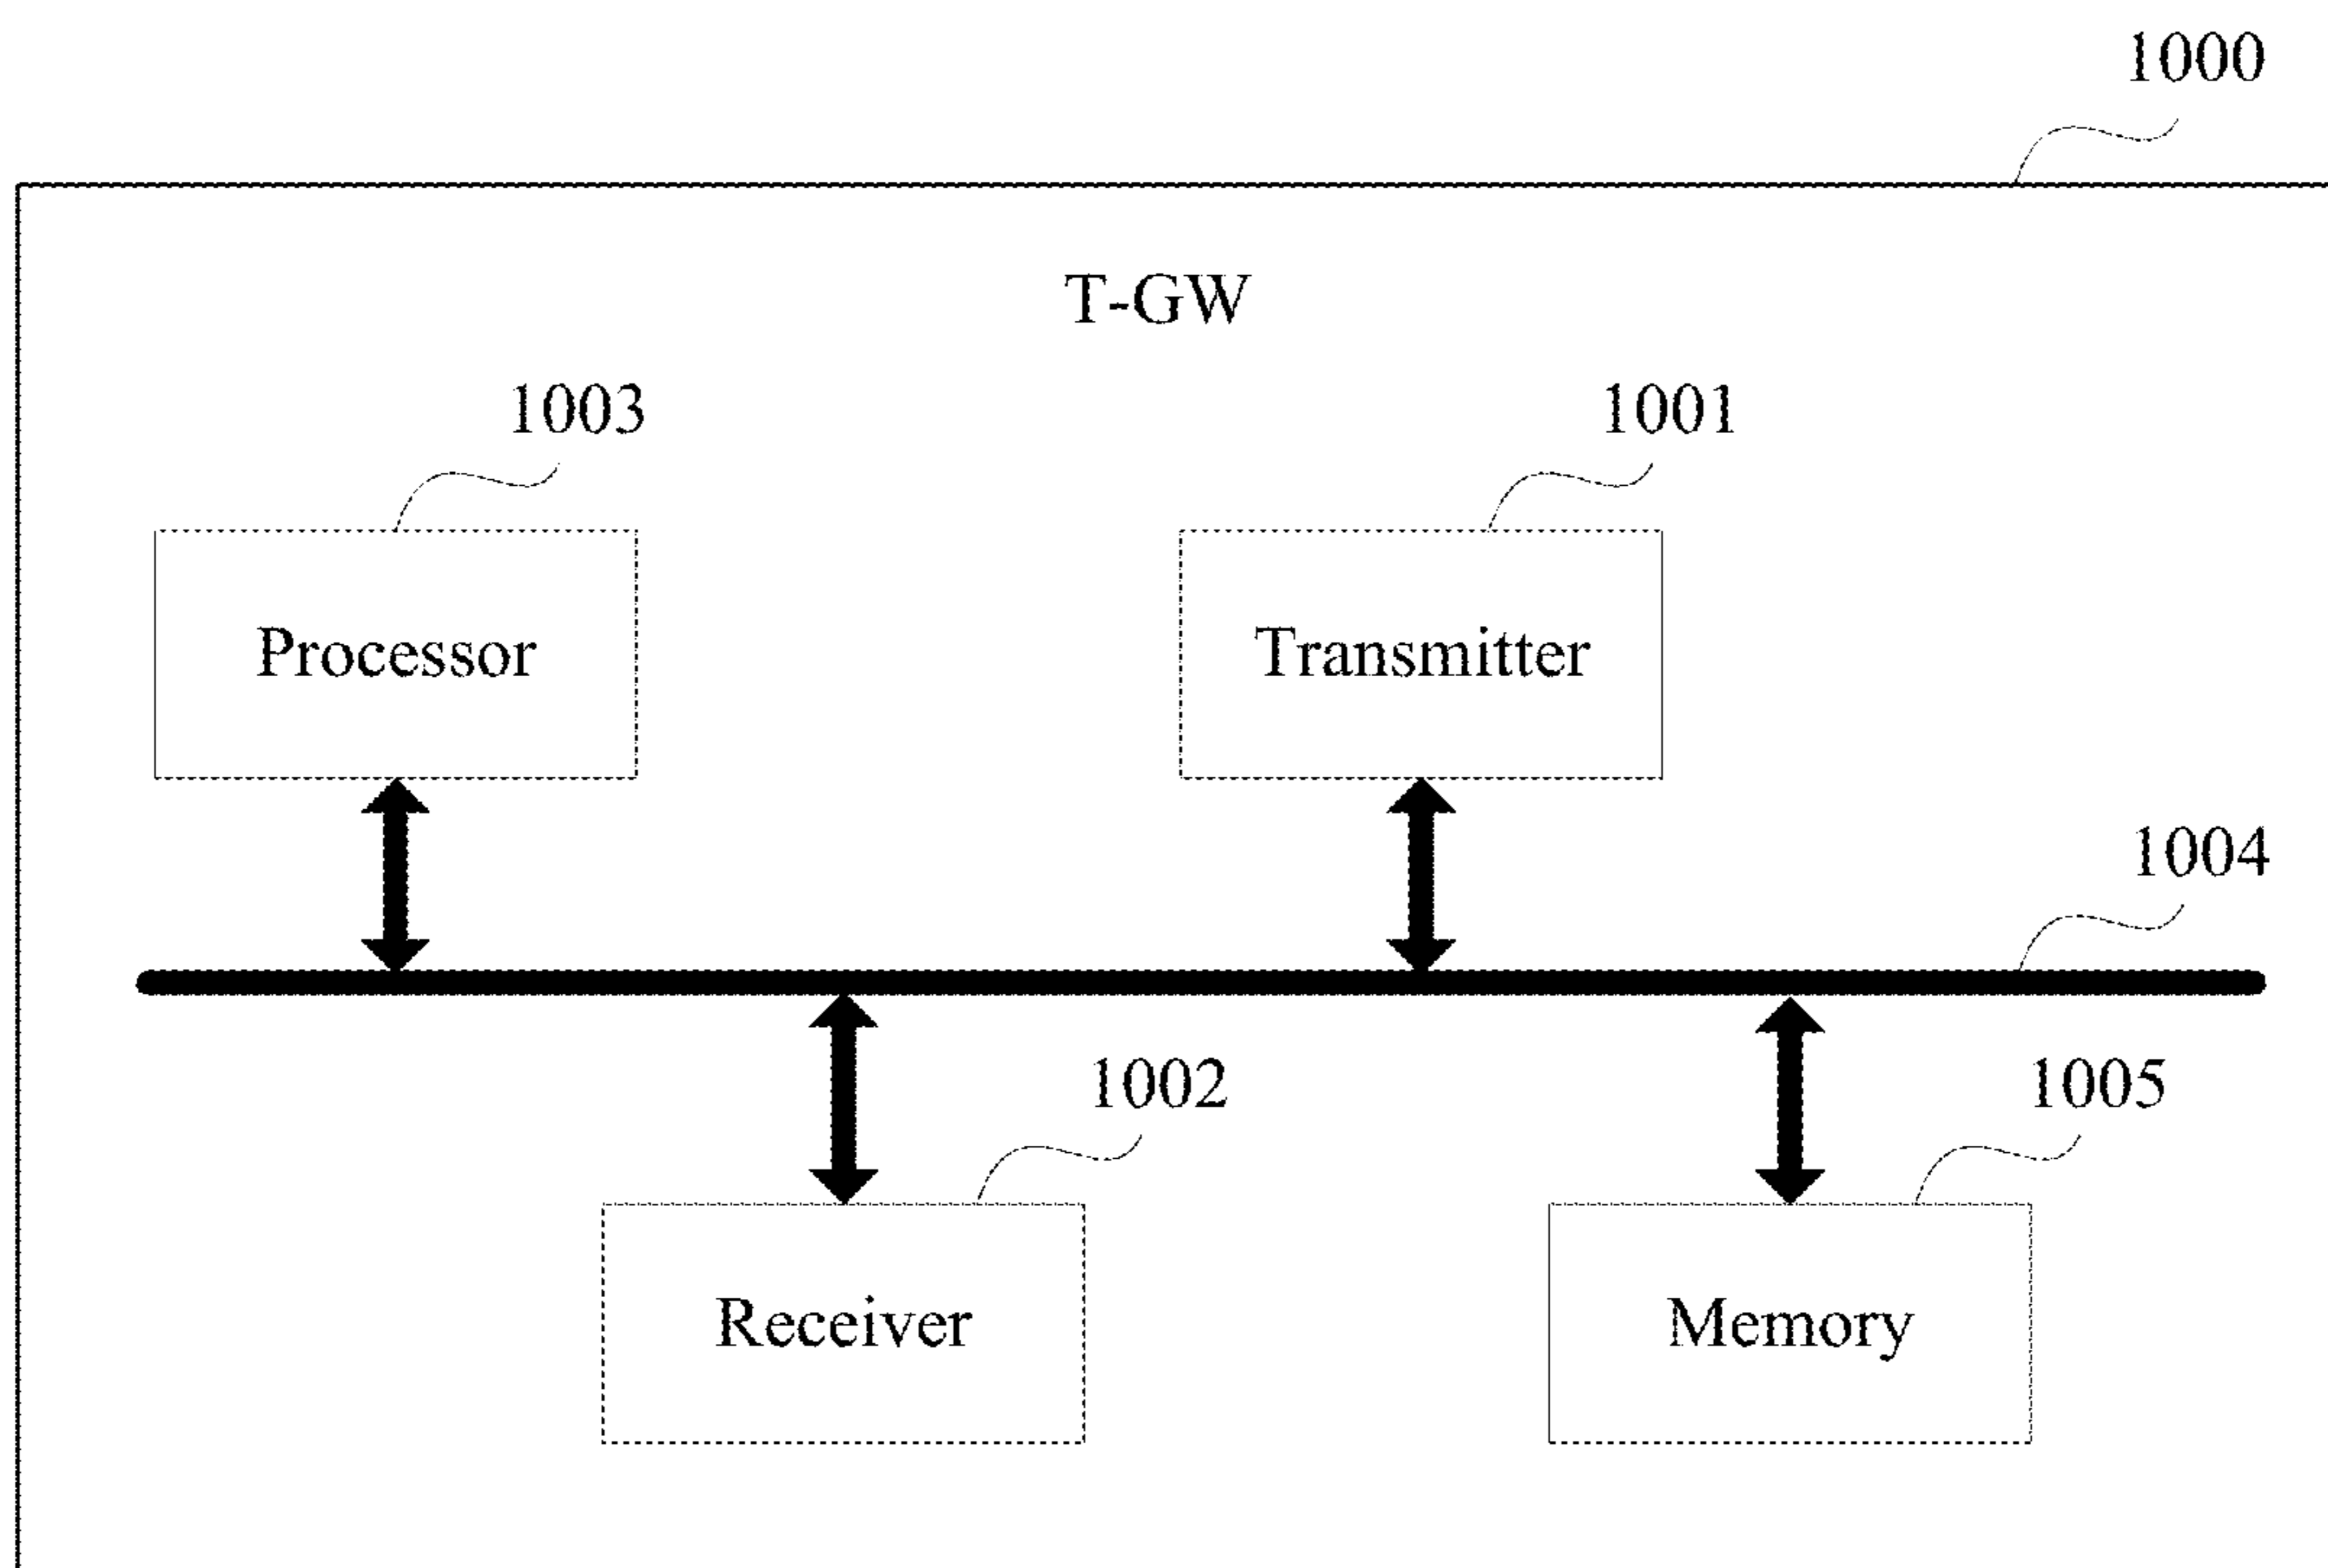 1000
T-GW
1003
1001
Processor
Transmitter
1004
1002
1005
Receiver
Memory